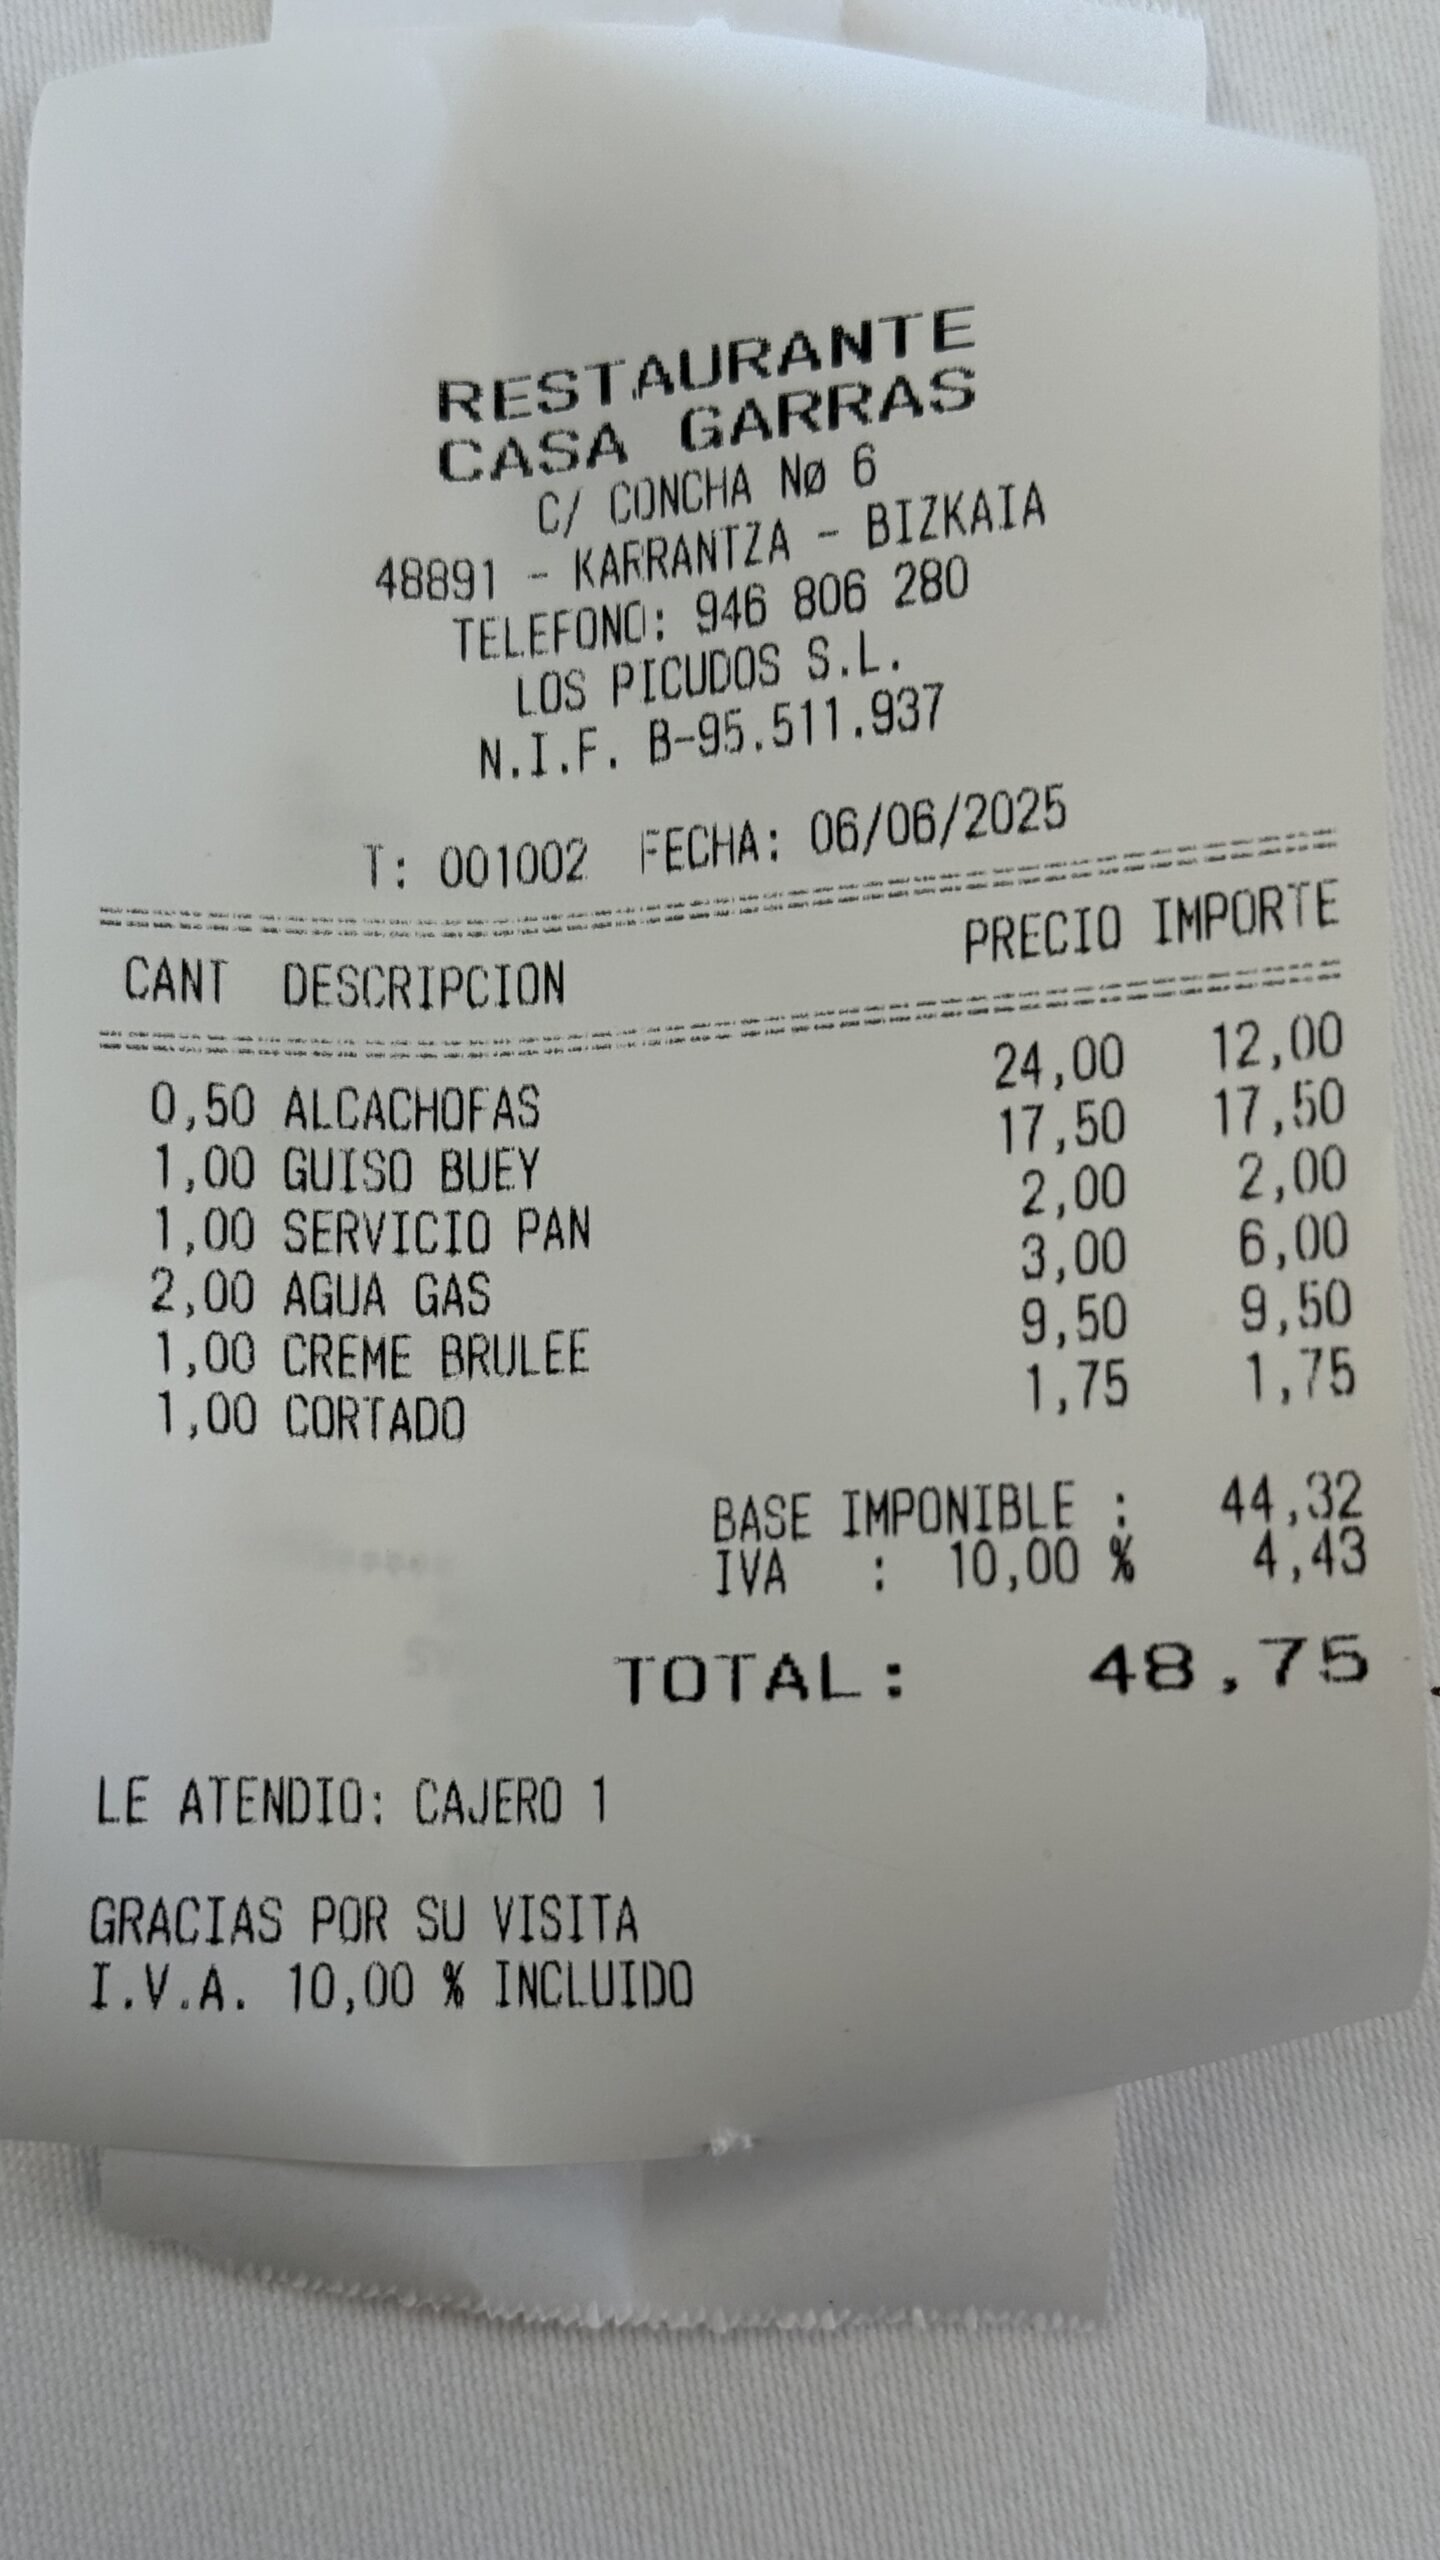 RESTAURANTE
CASA GARRAS
C/ CONCHA Nø 6
48891 - KARRANTZA - BIZKAIA
TELEFONO: 946 806 280
LOS PICUDOS S.L.
N.I.F. B-95.511.937
T: 001002 FECHA: 06/06/2025
CANT DESCRIPCION PRECIO IMPORTE
0,50 ALCACHOFAS 24,00 12,00
1,00 GUISO BUEY 17,50 17,50
1,00 SERVICIO PAN 2,00 2,00
2,00 AGUA GAS 3,00 6,00
1,00 CREME BRULEE 9,50 9,50
1,00 CORTADO 1,75 1,75
BASE IMPONIBLE : 44,32
IVA : 10,00 % 4,43
TOTAL: 48,75
LE ATENDIO: CAJERO 1
GRACIAS POR SU VISITA
I.V.A. 10,00 % INCLUIDO